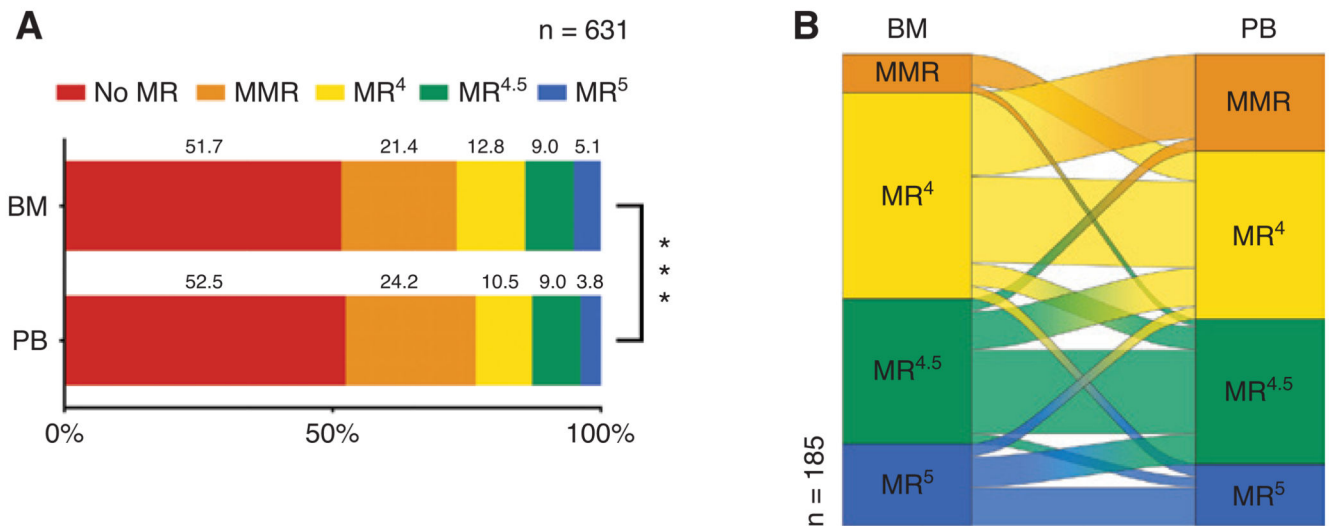 A
n = 631
No MR MMR MR⁴ MR⁴·⁵ MR⁵
51.7 21.4 12.8 9.0 5.1
BM
52.5 24.2 10.5 9.0 3.8
PB
* * *
0% 50% 100%
B
BM PB
MMR MMR
MR⁴ MR⁴
MR⁴·⁵ MR⁴·⁵
MR⁵ MR⁵
n = 185